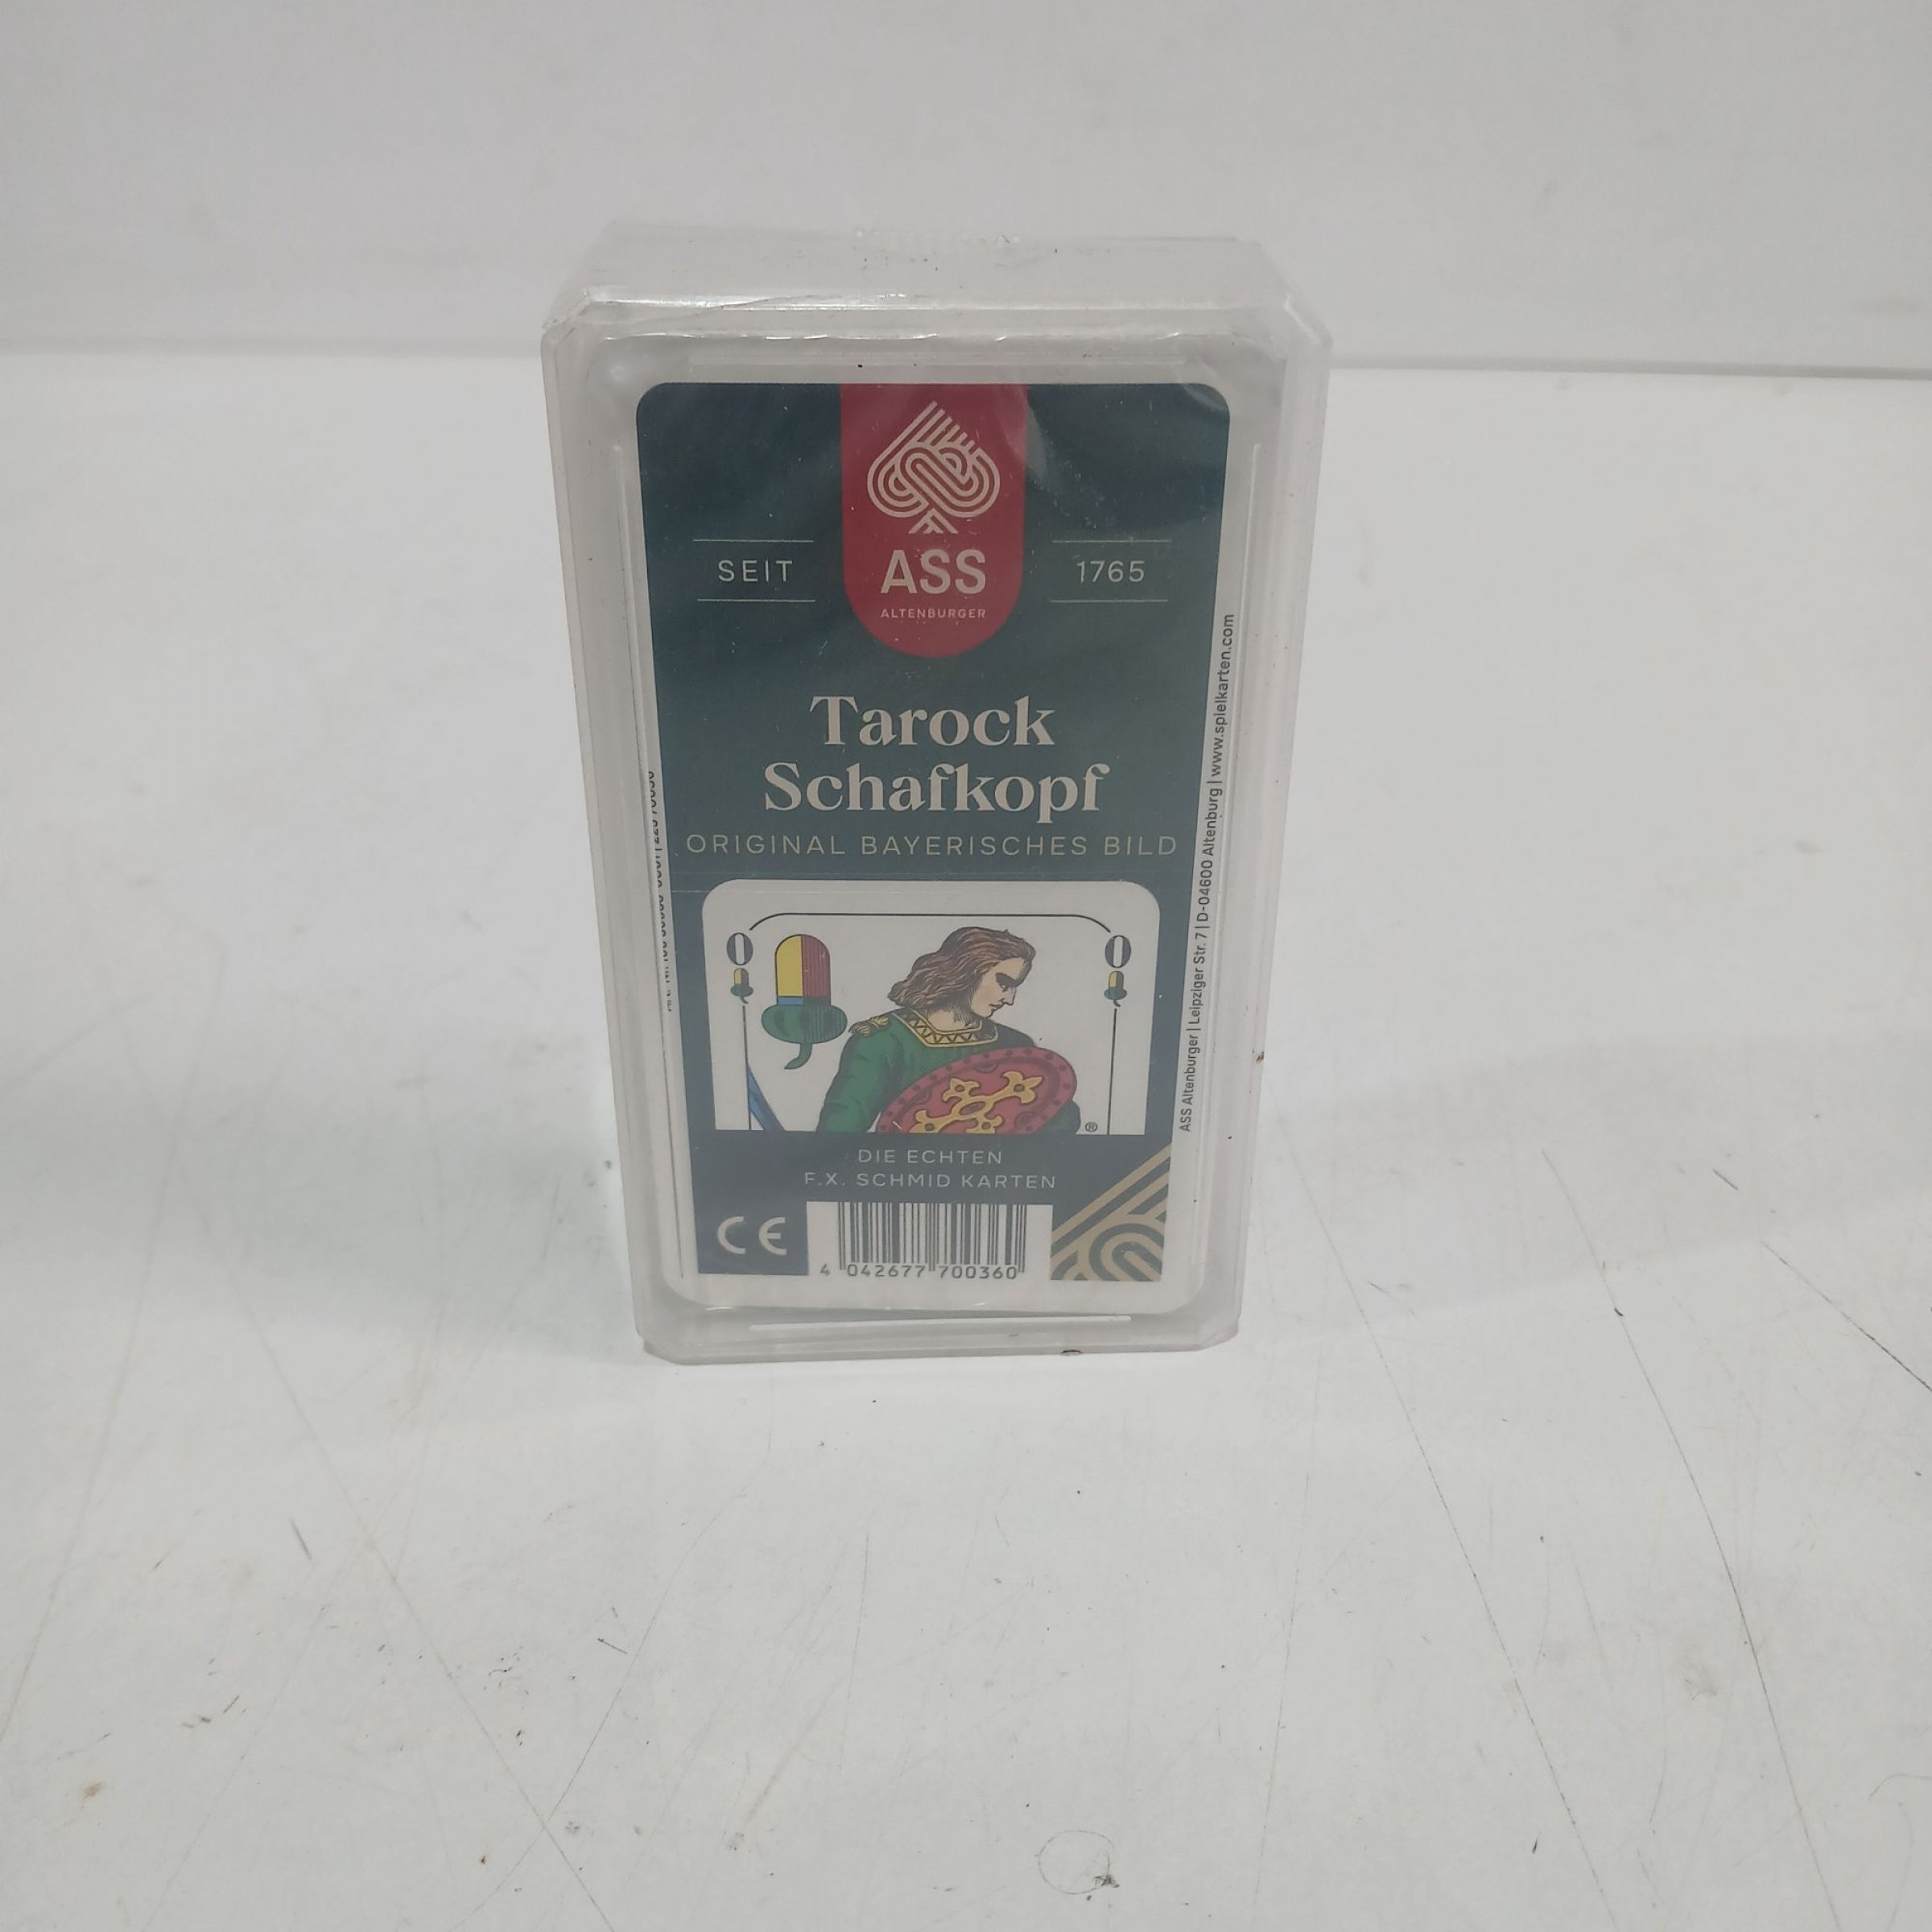 SEIT
ASS
ALTENBURGER
1765
Tarock
Schafkopf
ORIGINAL BAYERISCHES BILD
O
O
®
DIE ECHTEN
F.X. SCHMID KARTEN
CE
4 042677 700360
ASS Altenburger | Leipziger Str. 7 | D-04600 Altenburg | www.spielkarten.com